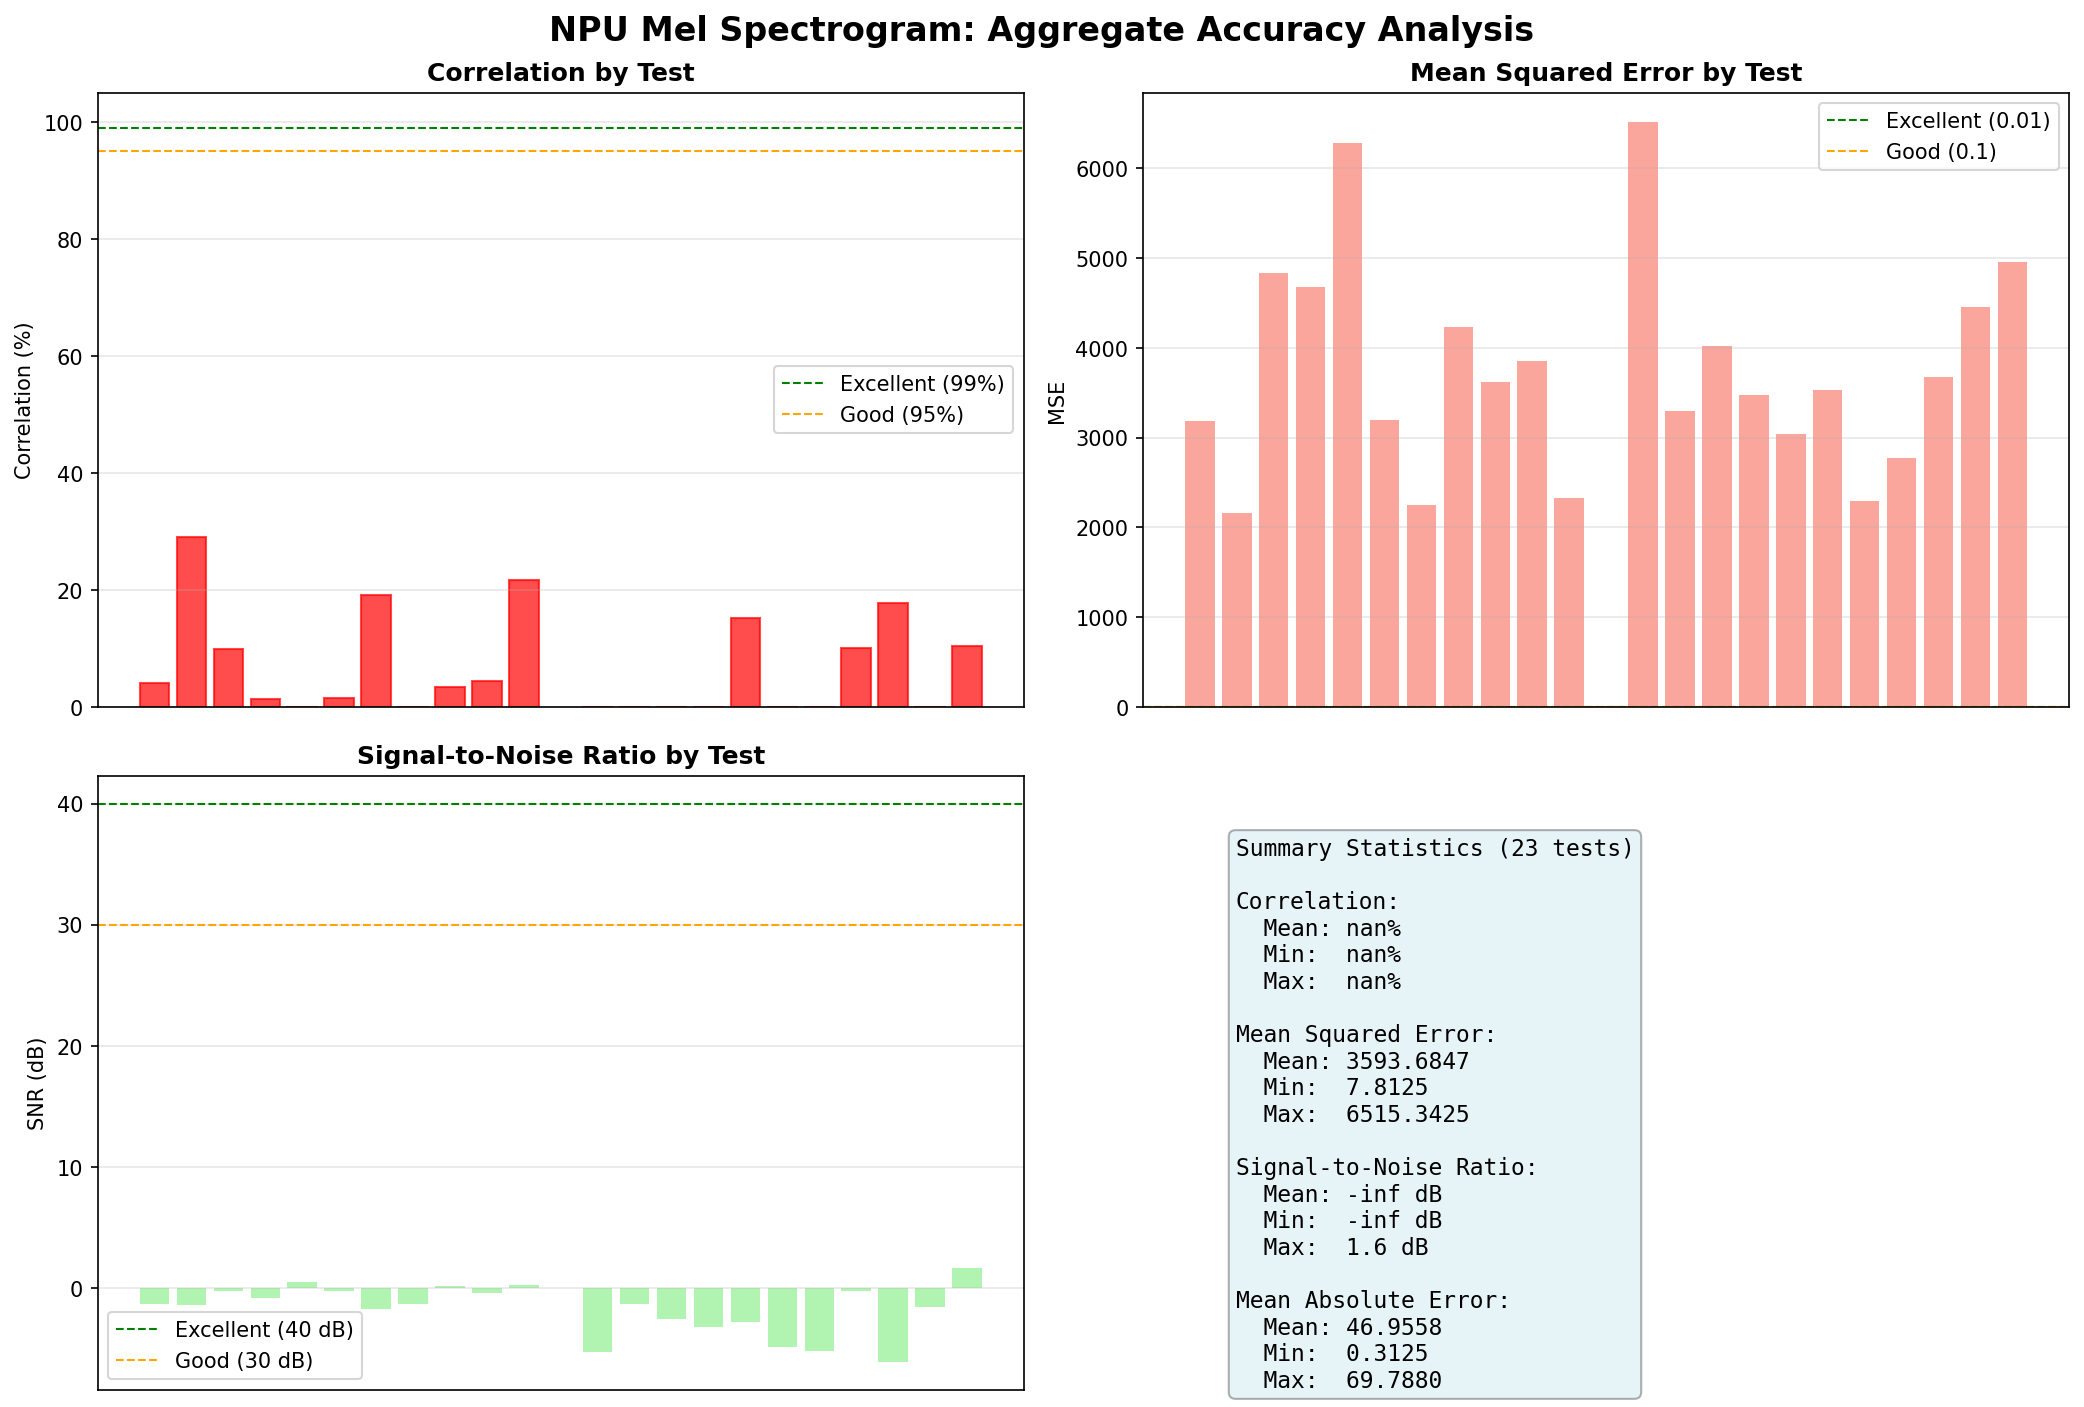 NPU Mel Spectrogram: Aggregate Accuracy Analysis
Correlation by Test
Correlation (%)
100
80
60
40
20
0
Excellent (99%)
Good (95%)
Mean Squared Error by Test
MSE
6000
5000
4000
3000
2000
1000
0
Excellent (0.01)
Good (0.1)
Signal-to-Noise Ratio by Test
SNR (dB)
40
30
20
10
0
Excellent (40 dB)
Good (30 dB)
Summary Statistics (23 tests)
Correlation:
Mean: nan%
Min: nan%
Max: nan%
Mean Squared Error:
Mean: 3593.6847
Min: 7.8125
Max: 6515.3425
Signal-to-Noise Ratio:
Mean: -inf dB
Min: -inf dB
Max: 1.6 dB
Mean Absolute Error:
Mean: 46.9558
Min: 0.3125
Max: 69.7880